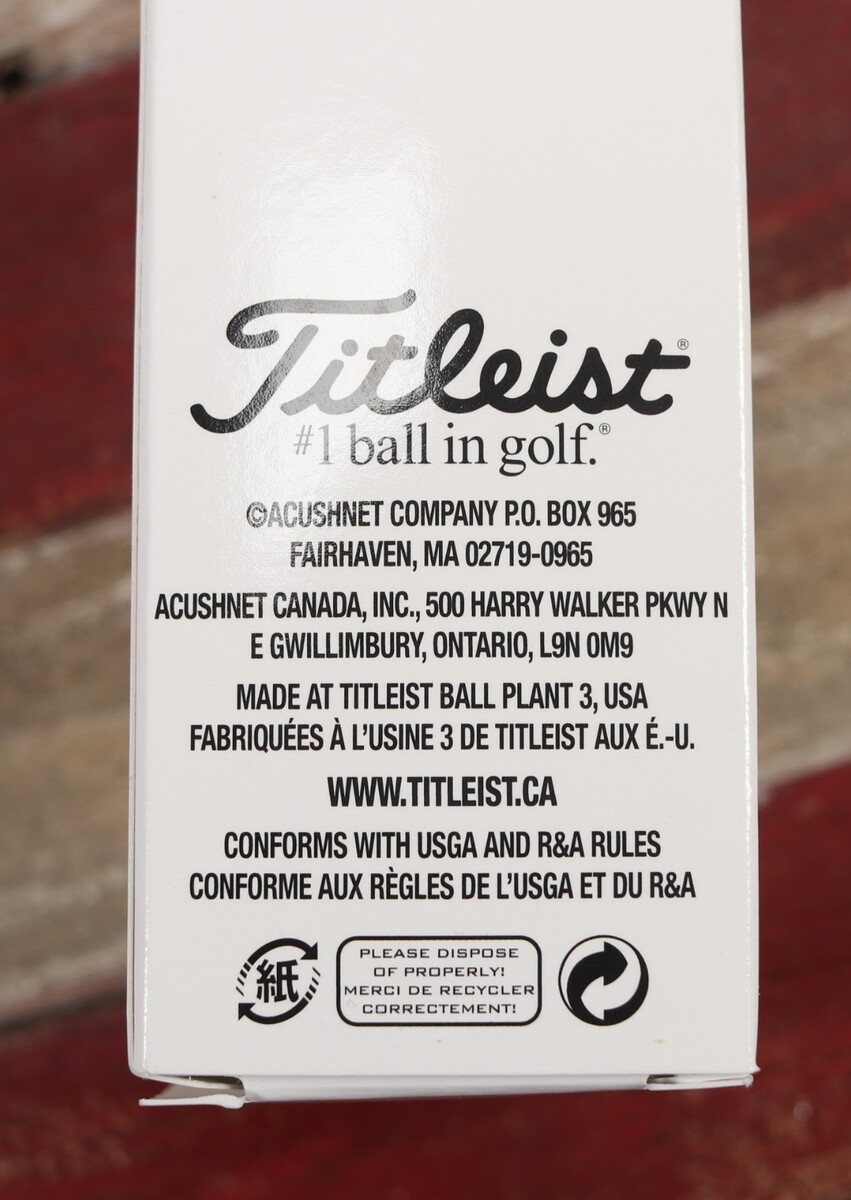 Titleist®
#1 ball in golf.®
©ACUSHNET COMPANY P.O. BOX 965
FAIRHAVEN, MA 02719-0965
ACUSHNET CANADA, INC., 500 HARRY WALKER PKWY N
E GWILLIMBURY, ONTARIO, L9N 0M9
MADE AT TITLEIST BALL PLANT 3, USA
FABRIQUÉES À L'USINE 3 DE TITLEIST AUX É.-U.
WWW.TITLEIST.CA
CONFORMS WITH USGA AND R&A RULES
CONFORME AUX RÈGLES DE L'USGA ET DU R&A
紙
PLEASE DISPOSE
OF PROPERLY!
MERCI DE RECYCLER
CORRECTEMENT!